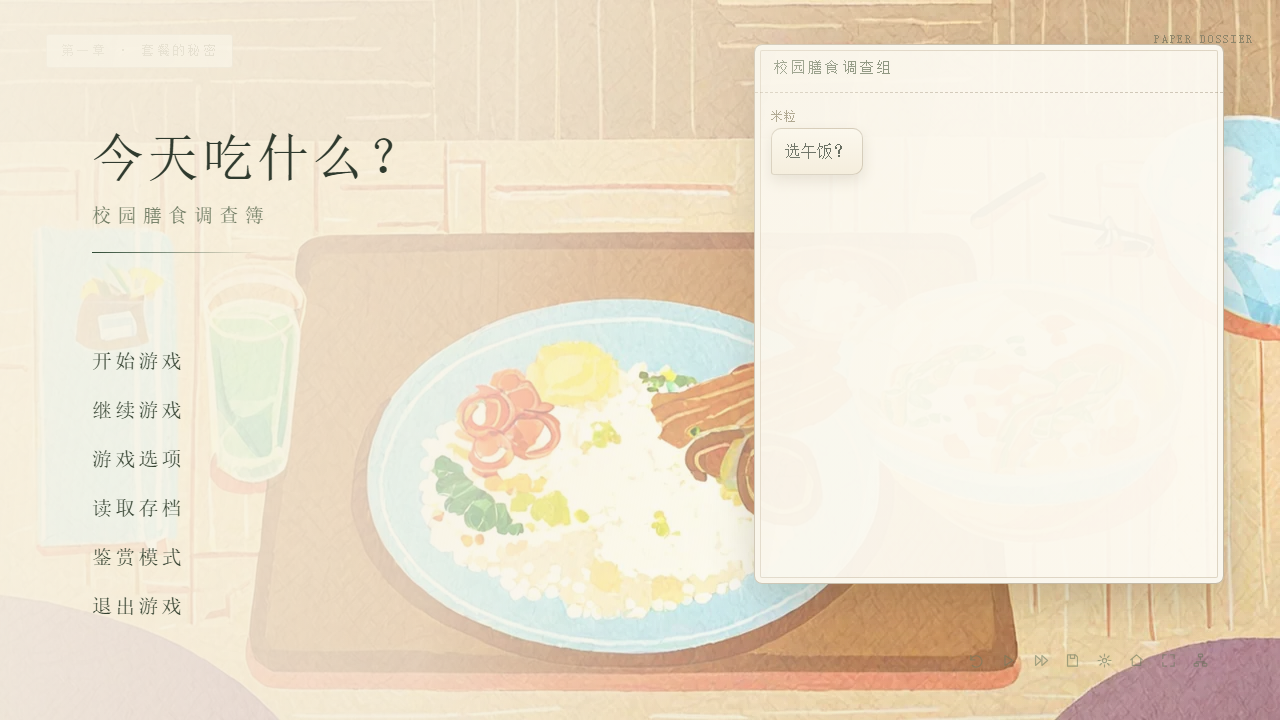 第一章 · 套餐的秘密
PAPER DOSSIER
校园膳食调查组
米粒
选午饭？
今天吃什么？
校园膳食调查簿
开始游戏
继续游戏
游戏选项
读取存档
鉴赏模式
退出游戏